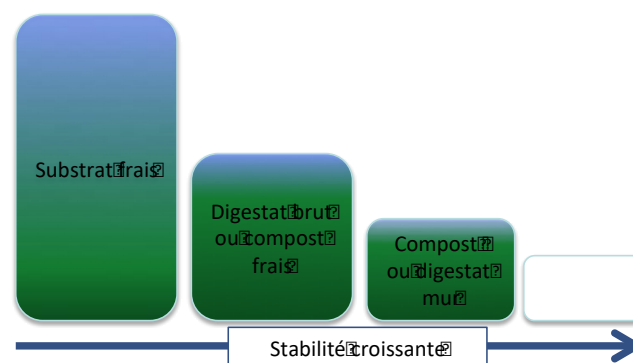 Substrat frais
Digestat brut
ou compost
frais
Compost
ou digestat
mur
Stabilité croissante